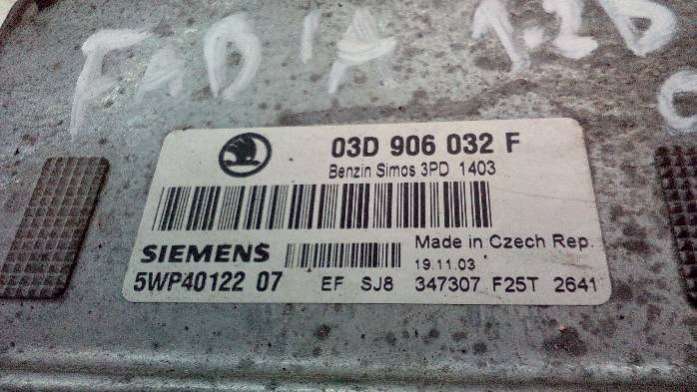 FABIA 1.2B
03D 906 032 F
Benzin Simos 3PD 1403
SIEMENS
Made in Czech Rep.
19.11.03
5WP40122 07 EF SJ8 347307 F25T 2641